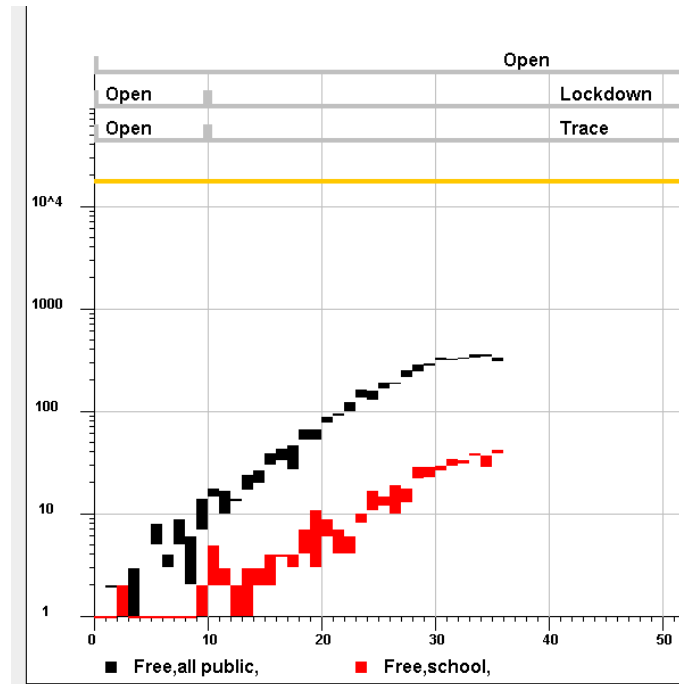 Open
Open Lockdown
Open Trace
10^4
1000
100
10
1
0 10 20 30 40 50
Free,all public, Free,school,